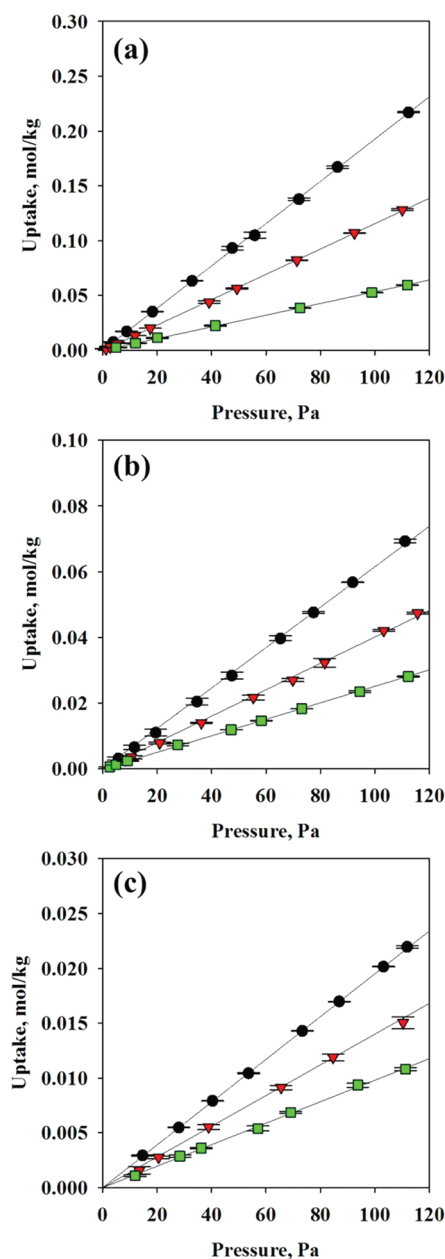 (a)
Uptake, mol/kg
0.30
0.25
0.20
0.15
0.10
0.05
0.00
0 20 40 60 80 100 120
Pressure, Pa
(b)
Uptake, mol/kg
0.10
0.08
0.06
0.04
0.02
0.00
0 20 40 60 80 100 120
Pressure, Pa
(c)
Uptake, mol/kg
0.030
0.025
0.020
0.015
0.010
0.005
0.000
0 20 40 60 80 100 120
Pressure, Pa